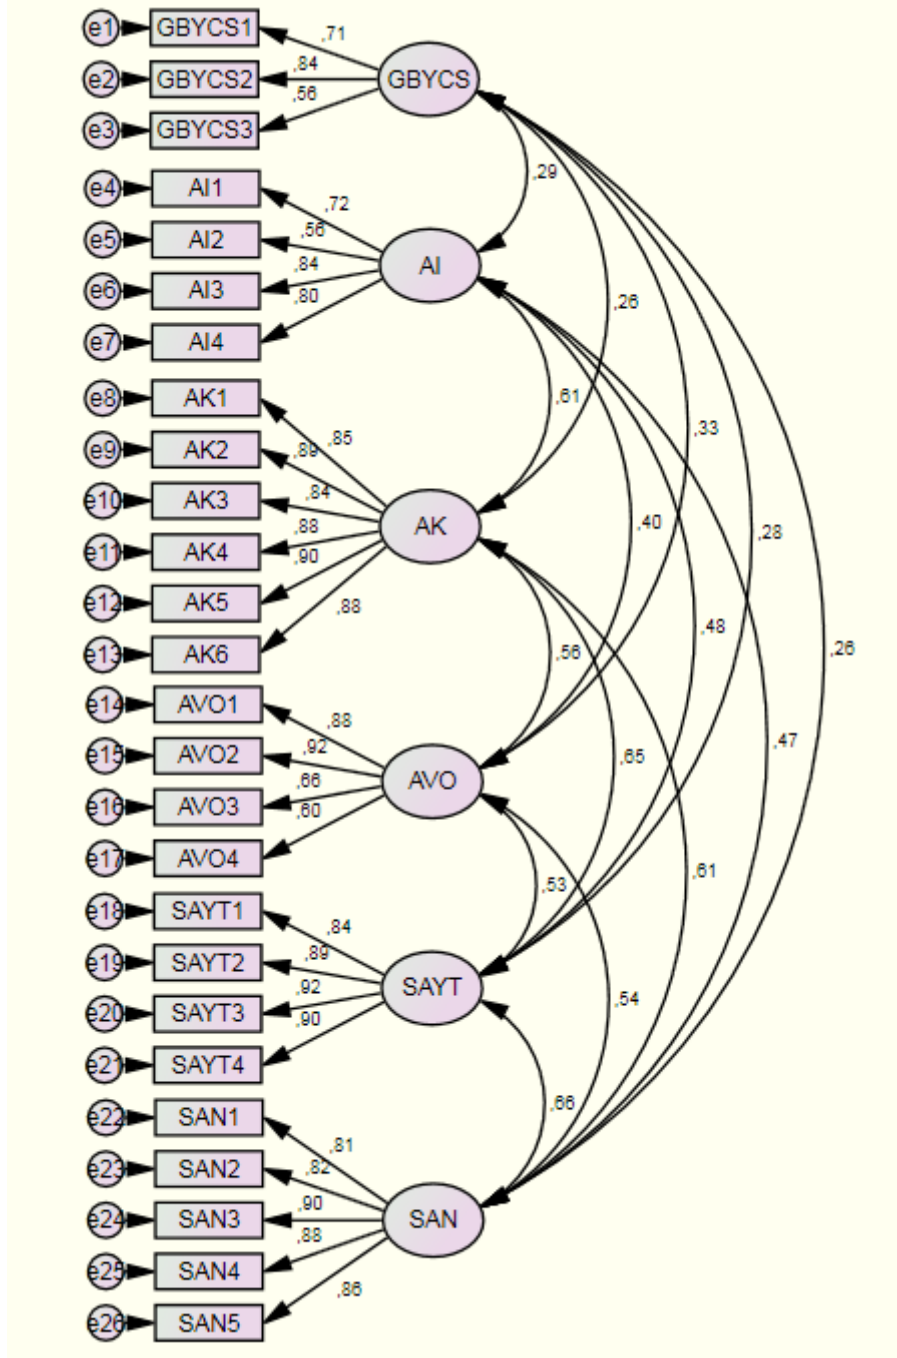 e1 GBYCS1 ,71
e2 GBYCS2 ,84 GBYCS
e3 GBYCS3 ,56
,29
e4 AI1 ,72
e5 AI2 ,56
AI
e6 AI3 ,84
,80
e7 AI4
,26
e8 AK1
,61
,33
e9 AK2 ,89 ,85
e10 AK3 ,84
AK
e11 AK4 ,88
,90
,40
,28
e12 AK5
,88
e13 AK6
,56
,48
,26
e14 AVO1 ,88
e15 AVO2 ,92
,65
,47
AVO
e16 AVO3 ,66
,60
e17 AVO4
,53
,61
e18 SAYT1 ,84
e19 SAYT2 ,89
SAYT
e20 SAYT3 ,92
,90
,54
e21 SAYT4
,66
e22 SAN1
,81
e23 SAN2 ,82
e24 SAN3 ,90 SAN
e25 SAN4 ,88
,86
e26 SAN5